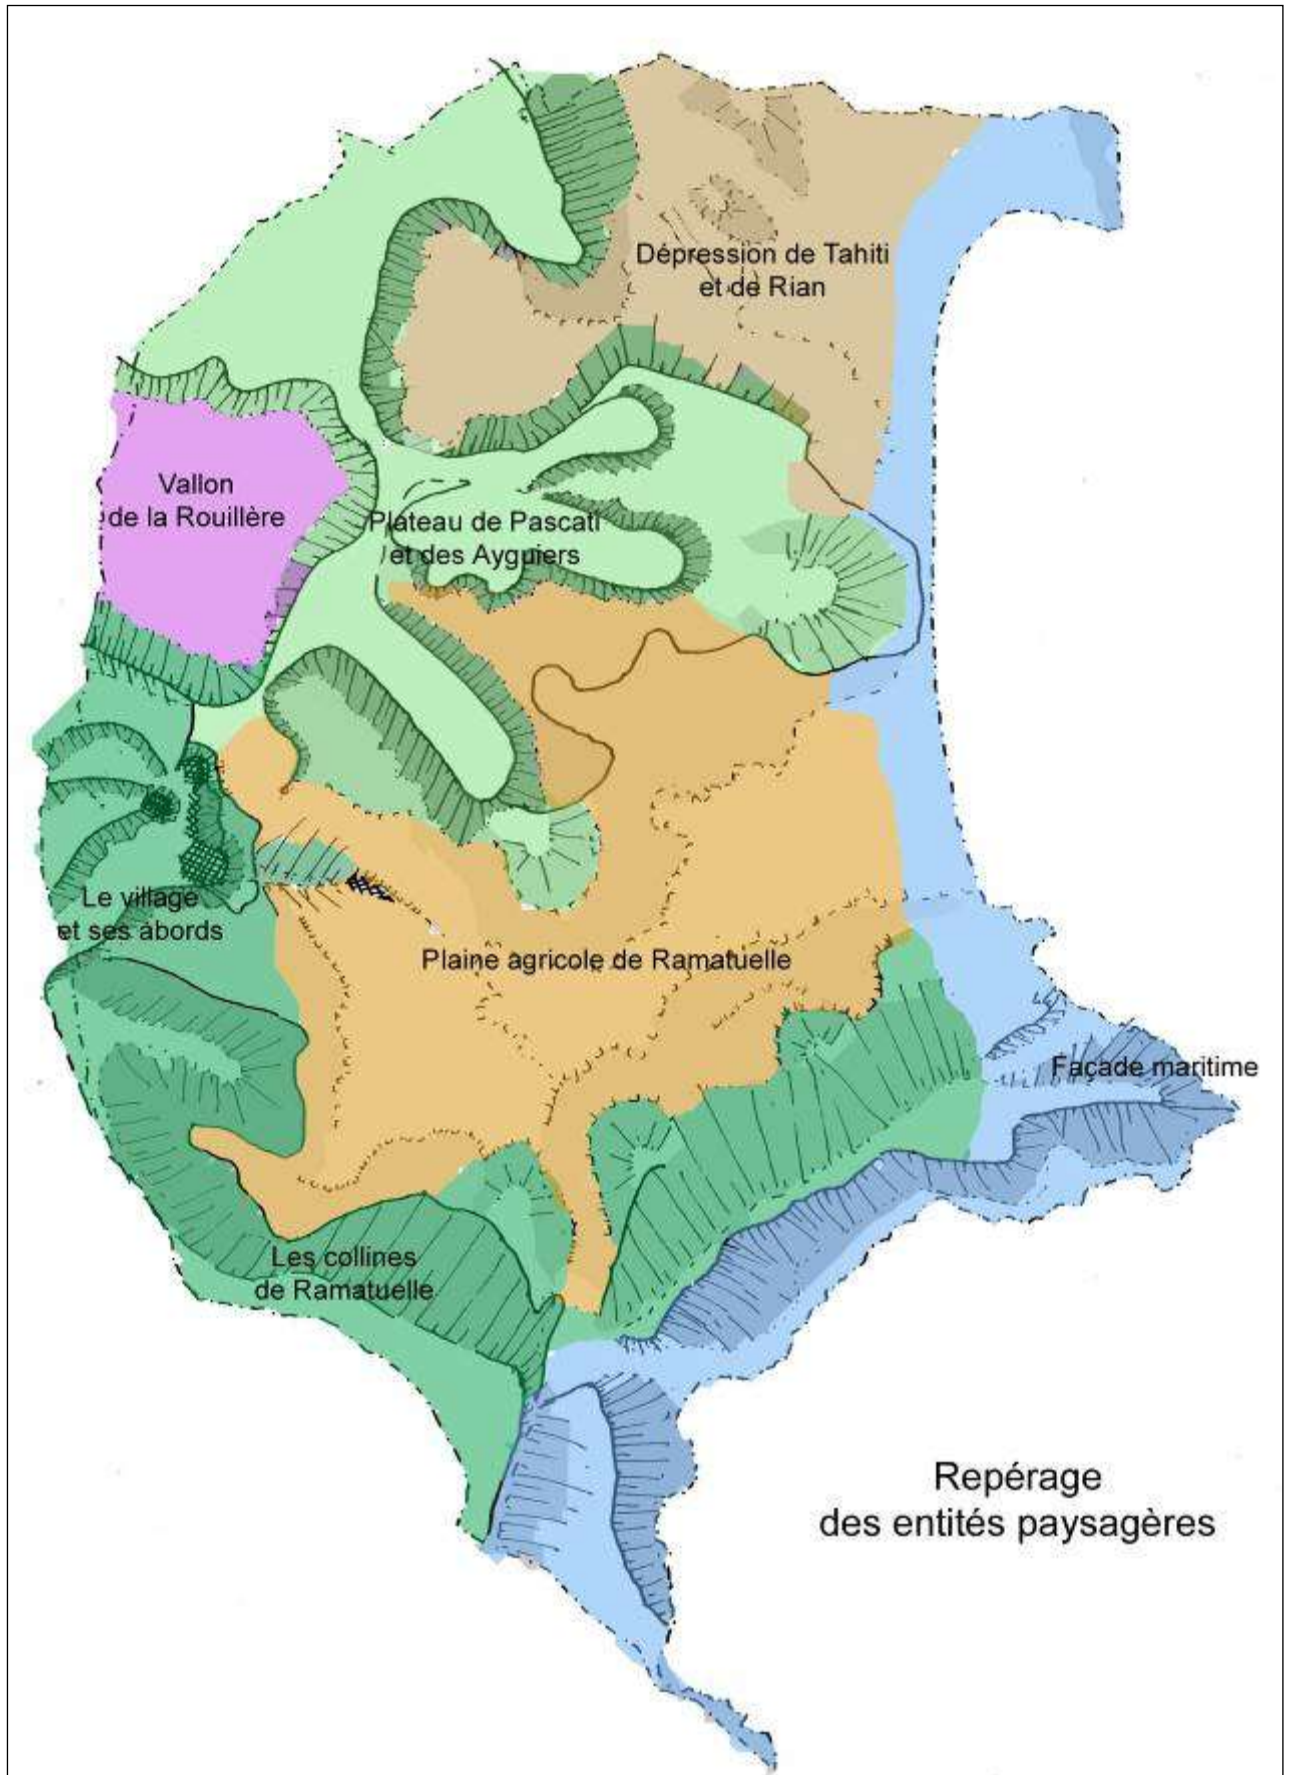 Dépression de Tahiti
et de Rian
Vallon
de la Rouillère
Plateau de Pascati
et des Ayguiers
Le village
et ses abords
Plaine agricole de Ramatuelle
Façade maritime
Les collines
de Ramatuelle
Repérage
des entités paysagères